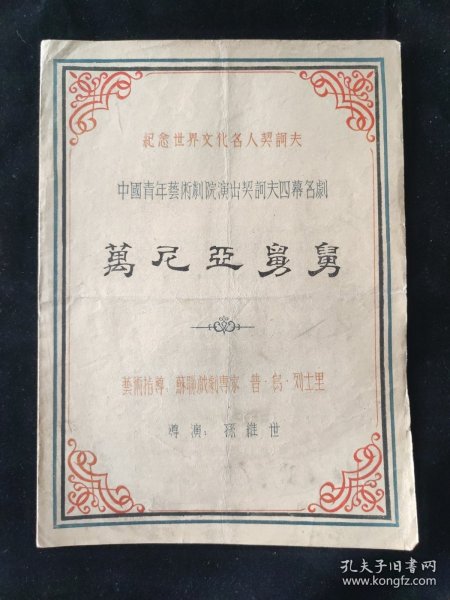 紀念世界文化名人契訶夫
中國青年藝術劇院演出契訶夫四幕名劇
萬尼亞舅舅
藝術指導：蘇聯戲劇專家 普·烏·列士里
導演：孫維世
孔夫子旧书网
www.kongfz.com